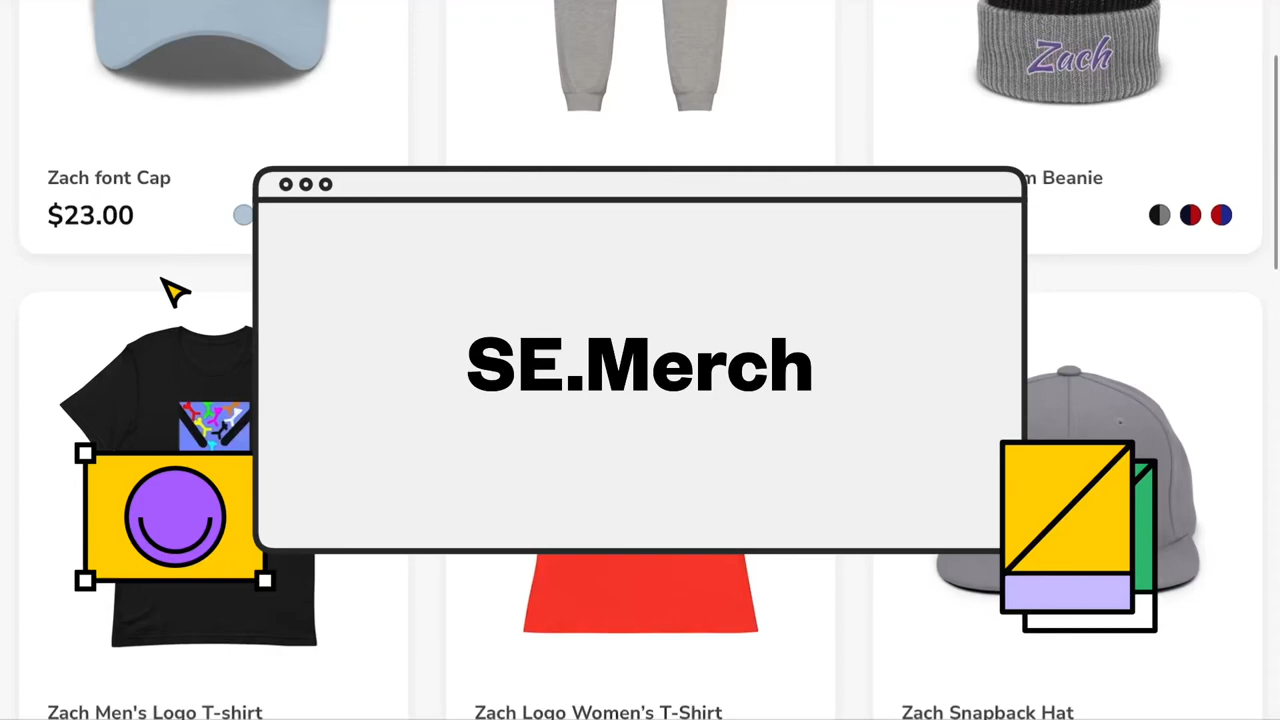 Zach
Zach font Cap
$23.00
m Beanie
SE.Merch
Zach Men's Logo T-shirt
Zach Logo Women's T-Shirt
Zach Snapback Hat